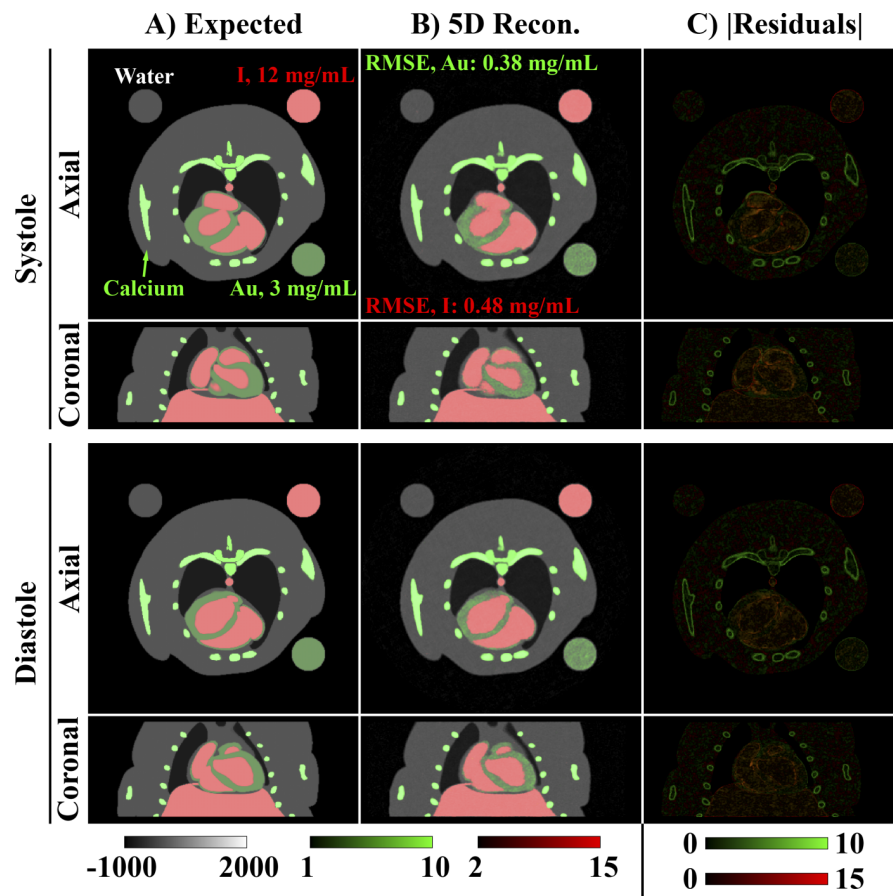 A) Expected
B) 5D Recon.
C) |Residuals|
Systole
Axial
Water
I, 12 mg/mL
RMSE, Au: 0.38 mg/mL
Calcium
Au, 3 mg/mL
RMSE, I: 0.48 mg/mL
Coronal
Diastole
Axial
Coronal
-1000 2000
1 10
2 15
0 10
0 15